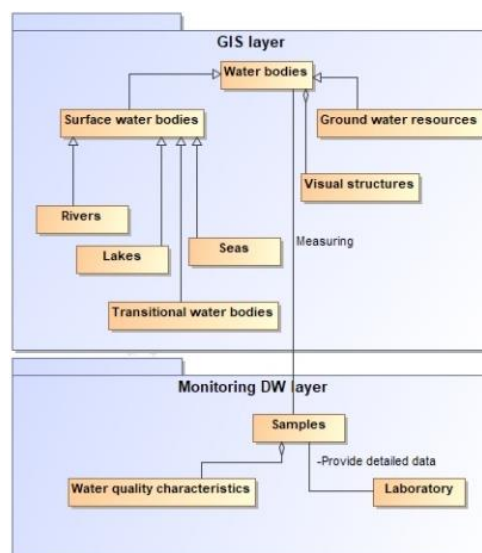 GIS layer
Water bodies
Surface water bodies
Ground water resources
Visual structures
Rivers
Lakes
Seas
Measuring
Transitional water bodies
Monitoring DW layer
Samples
-Provide detailed data
Water quality characteristics
Laboratory